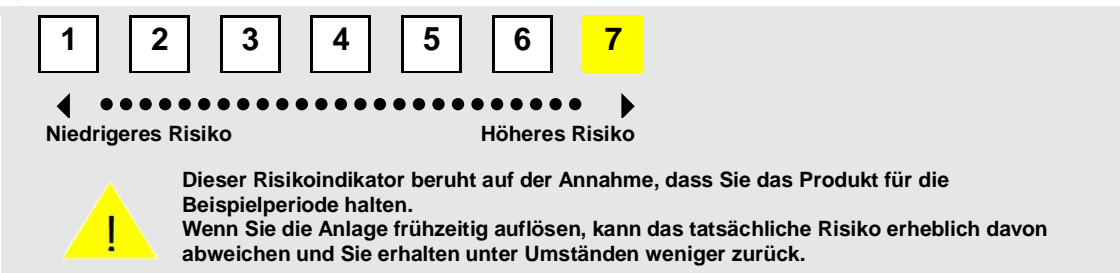 1 2 3 4 5 6 7
Niedrigeres Risiko Höheres Risiko
Dieser Risikoindikator beruht auf der Annahme, dass Sie das Produkt für die
Beispielperiode halten.
Wenn Sie die Anlage frühzeitig auflösen, kann das tatsächliche Risiko erheblich davon
abweichen und Sie erhalten unter Umständen weniger zurück.
!